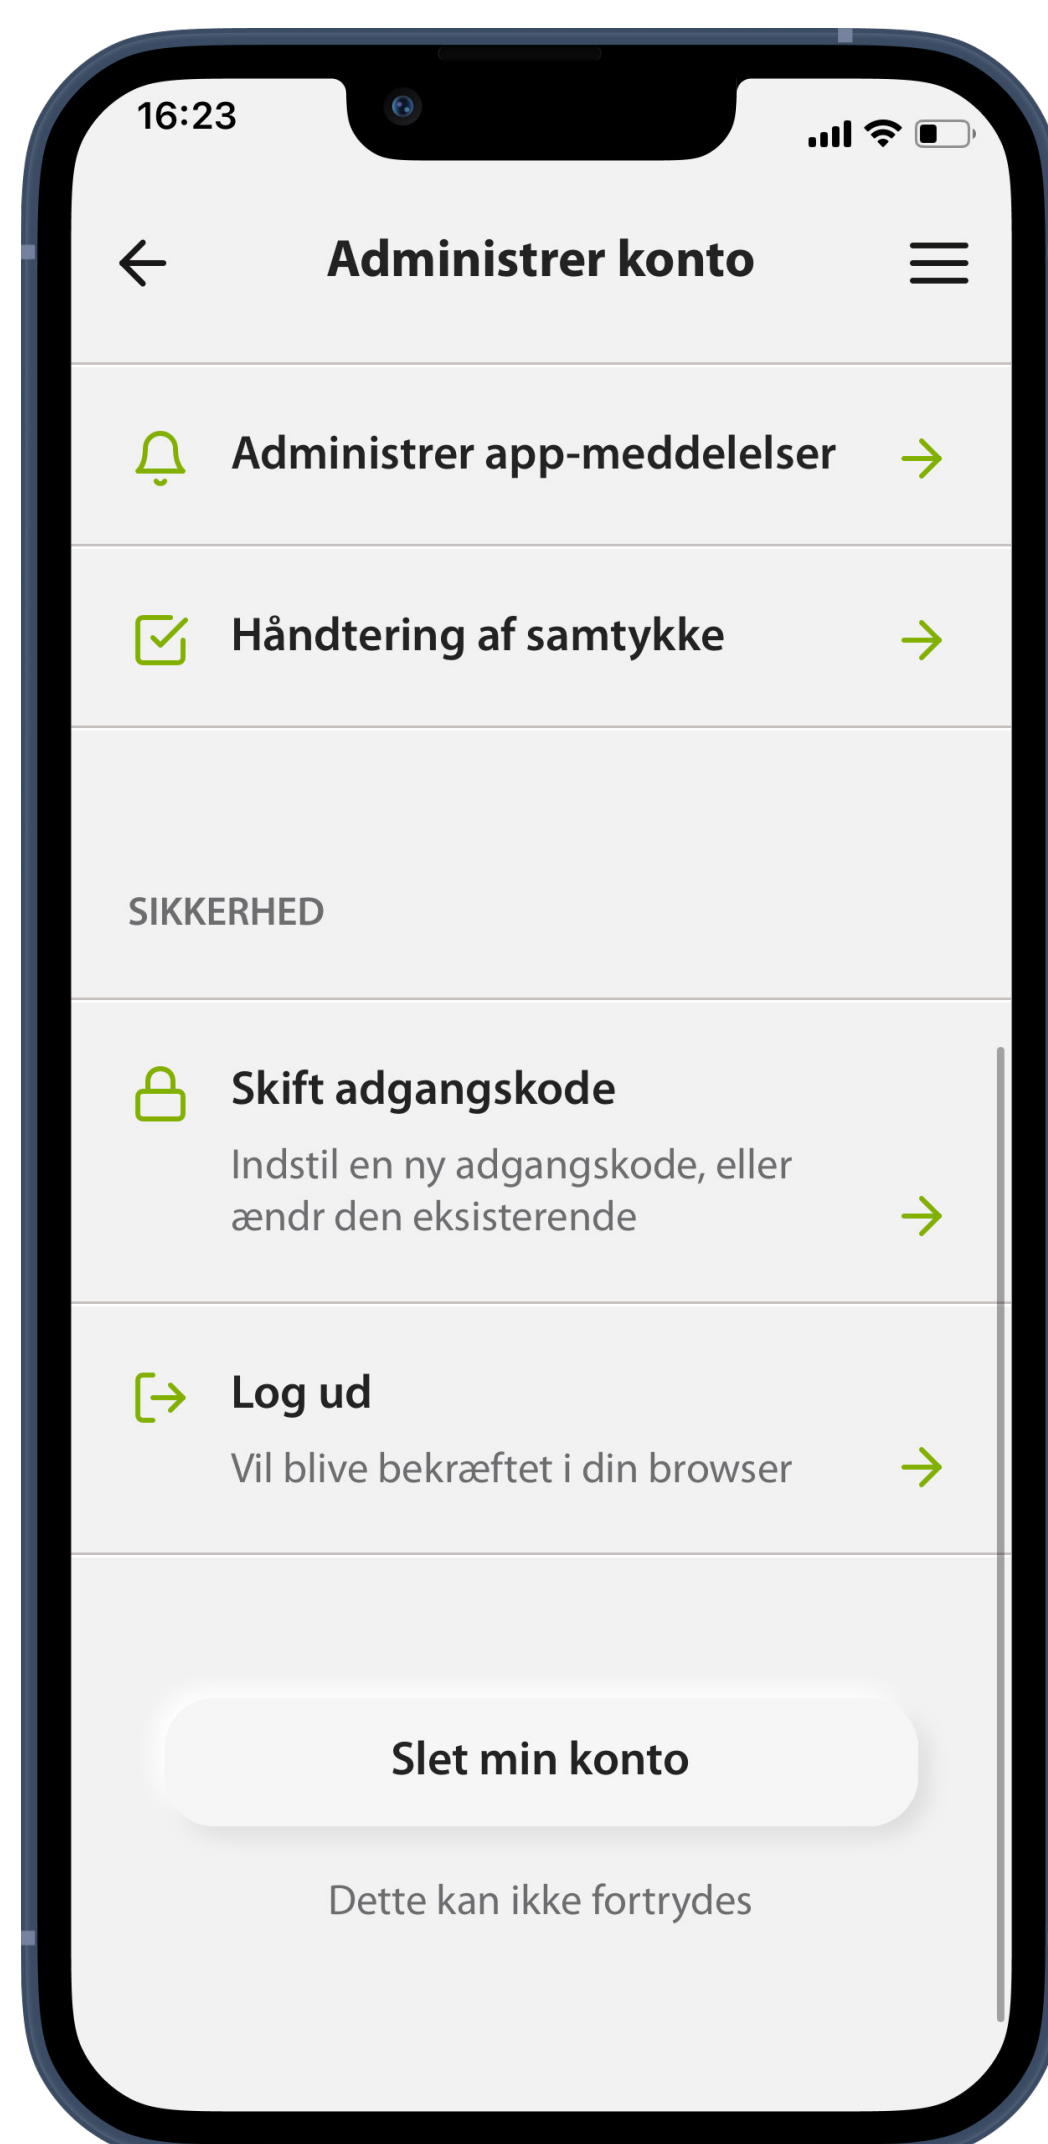 16:23
Administrer konto
Administrer app-meddelelser
Håndtering af samtykke
SIKKERHED
Skift adgangskode
Indstil en ny adgangskode, eller
ændr den eksisterende
Log ud
Vil blive bekræftet i din browser
Slet min konto
Dette kan ikke fortrydes